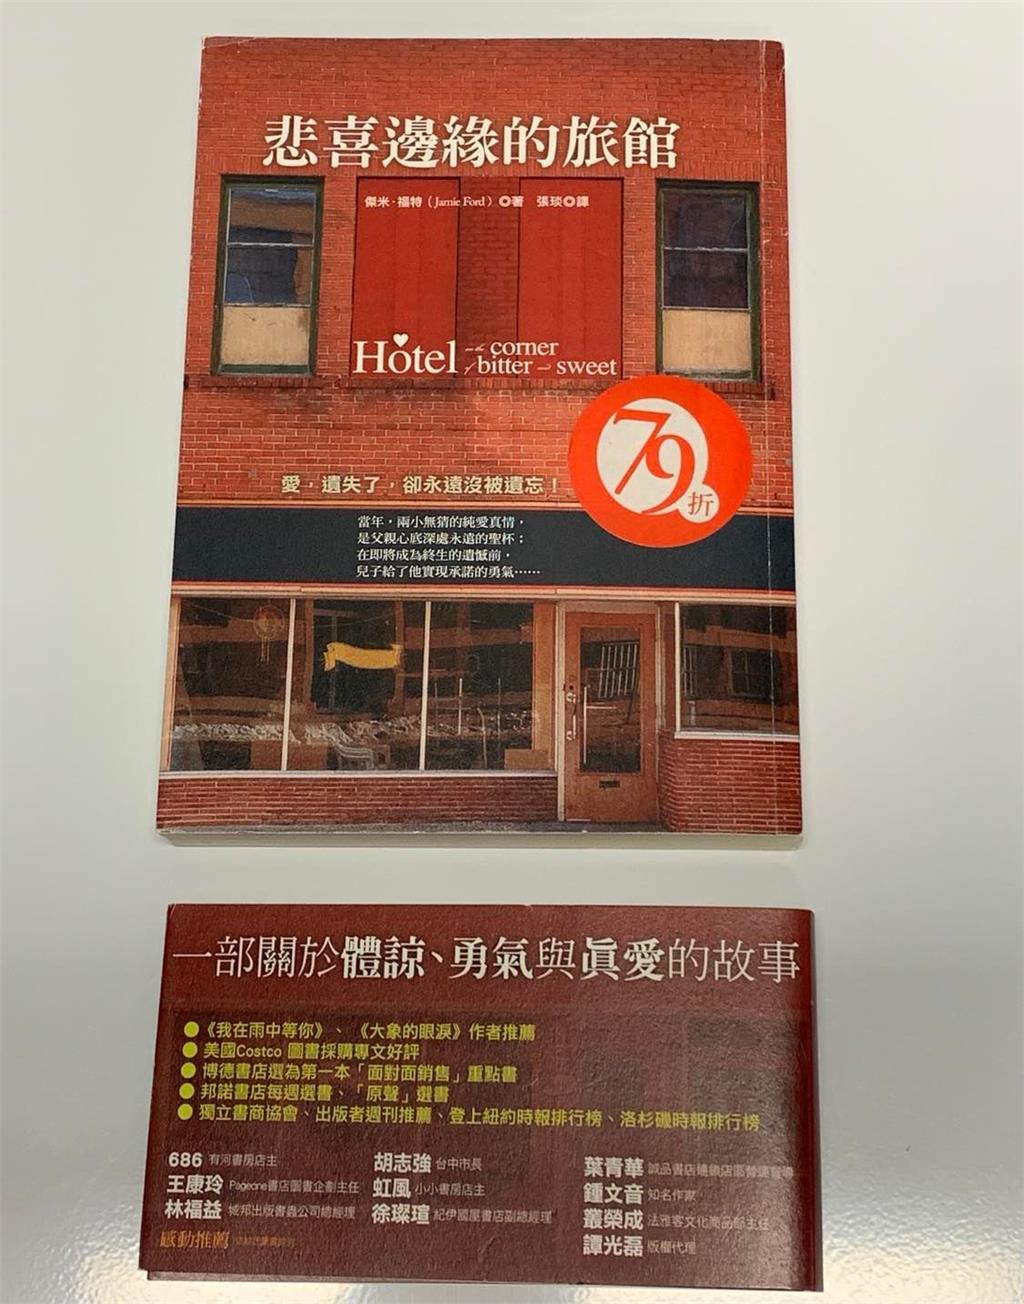 悲喜邊緣的旅館
傑米·福特（Jamie Ford）◎著 張琰◎譯
Hotel on the corner
of bitter and sweet
79折
愛，遺失了，卻永遠沒被遺忘！
當年，兩小無猜的純愛真情，
是父親心底深處永遠的聖杯；
在即將成為終生的遺憾前，
兒子給了他實現承諾的勇氣……
一部關於體諒、勇氣與真愛的故事
●《我在雨中等你》、《大象的眼淚》作者推薦
●美國Costco 圖書採購專文好評
●博德書店選為第一本「面對面銷售」重點書
●邦諾書店每週選書、「原聲」選書
●獨立書商協會、出版者週刊推薦、登上紐約時報排行榜、洛杉磯時報排行榜
686 有河書店主 胡志強 台中市長 葉青華 誠品書店連鎖店區營運督導
王康玲 Pageone書店圖書企劃主任 虹風 小小書房店主 鍾文音 知名作家
林福益 城邦出版書蟲公司總經理 徐璨瑄 紀伊國屋書店副總經理 叢榮成 法雅客文化商品部主任
感動推薦 譚光磊 版權代理